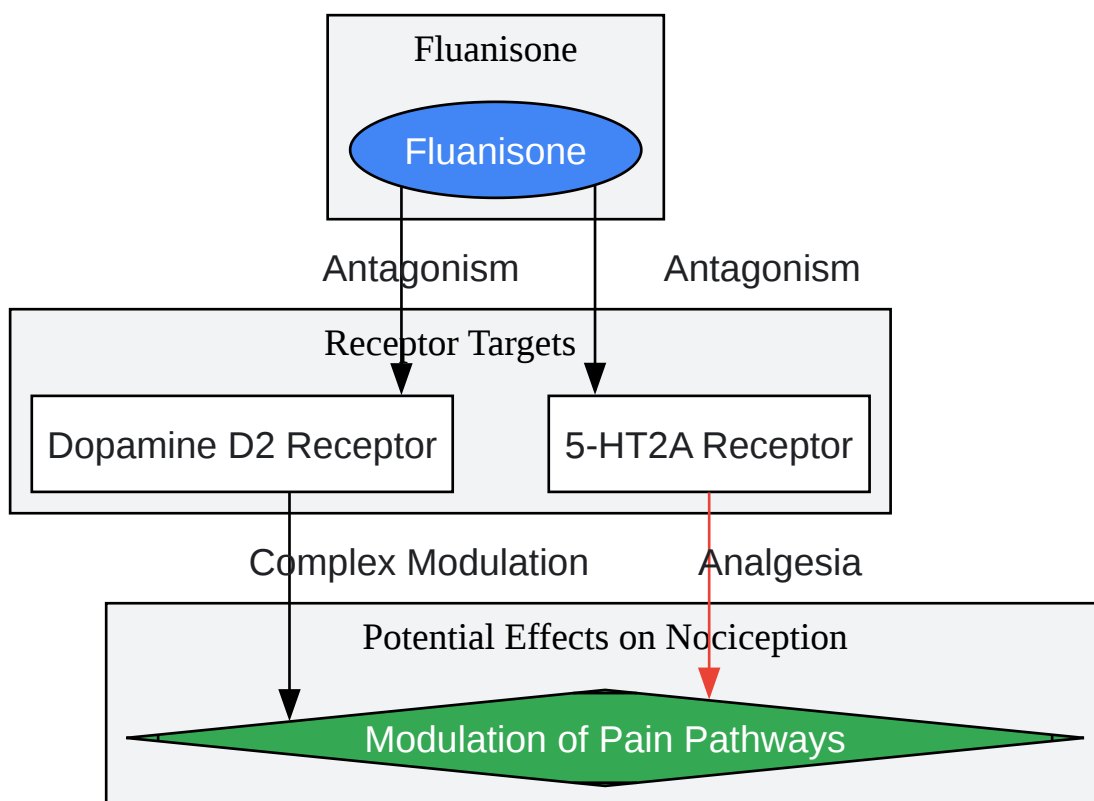 Fluanisone
Fluanisone
Antagonism
Antagonism
Receptor Targets
Dopamine D2 Receptor
5-HT2A Receptor
Complex Modulation
Analgesia
Potential Effects on Nociception
Modulation of Pain Pathways